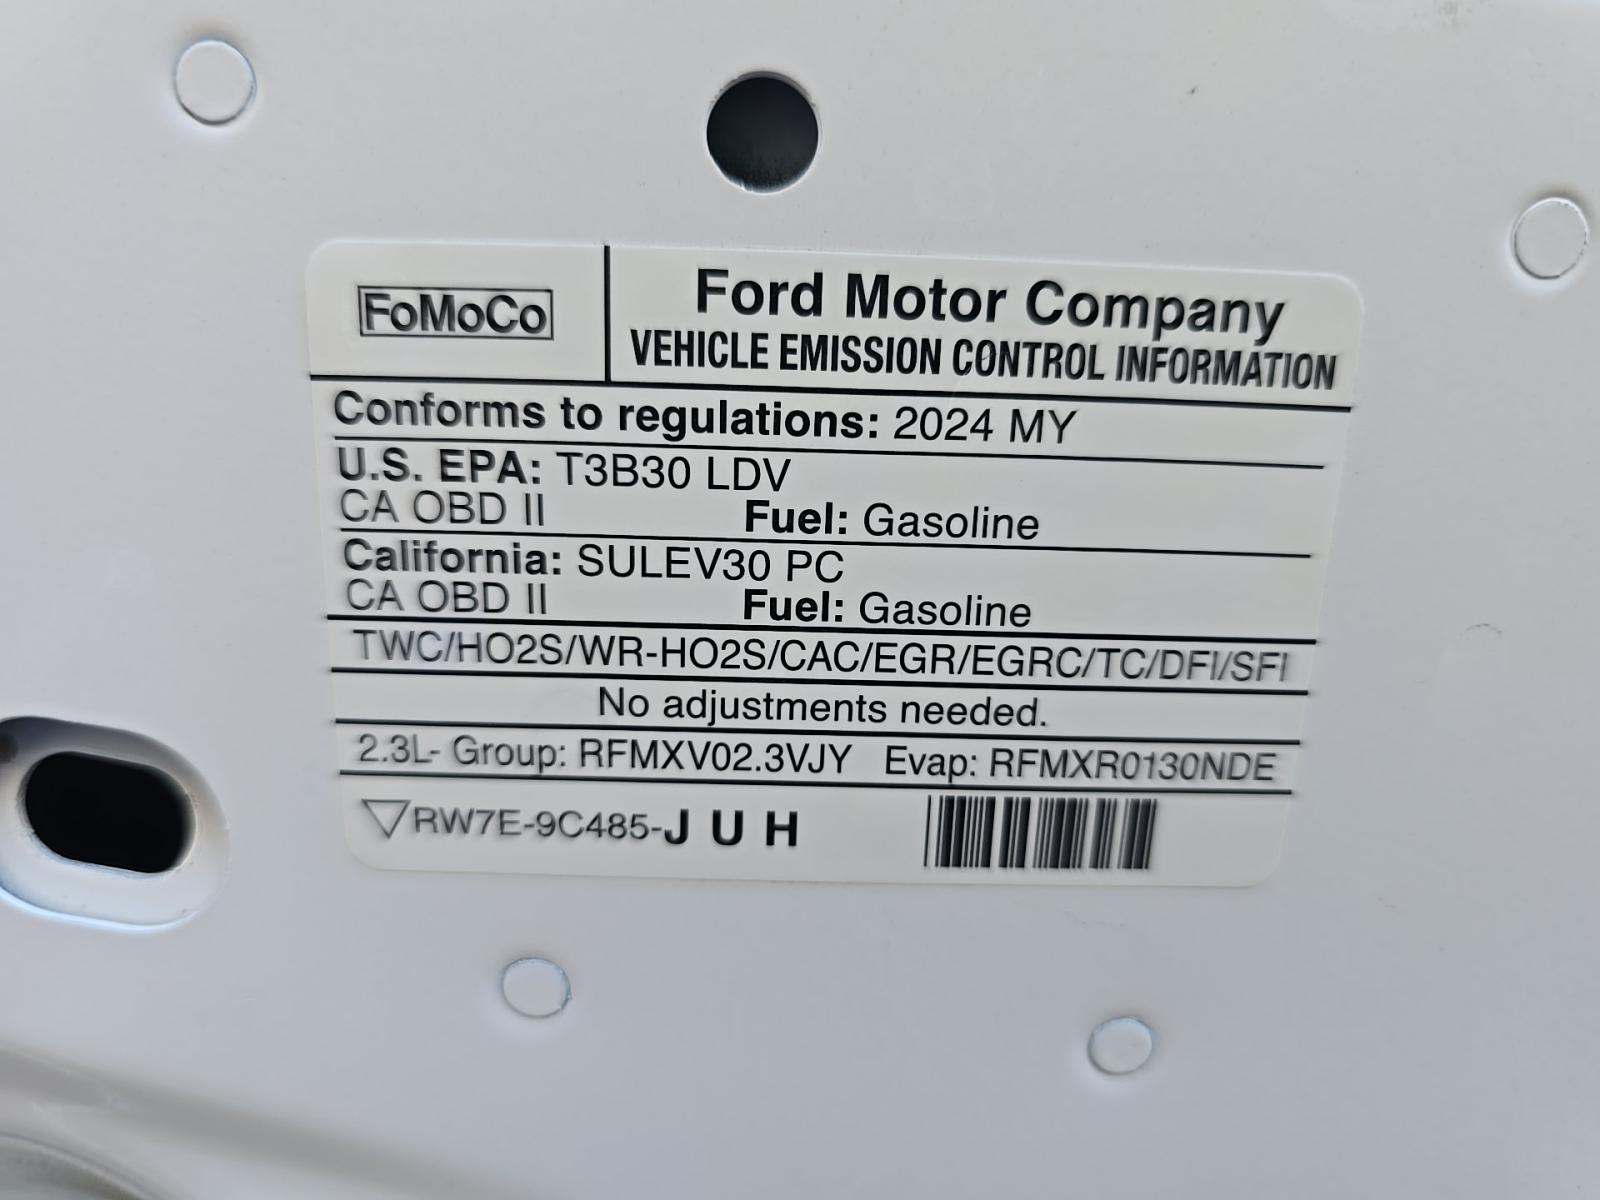 FoMoCo
Ford Motor Company
VEHICLE EMISSION CONTROL INFORMATION
Conforms to regulations: 2024 MY
U.S. EPA: T3B30 LDV
CA OBD II Fuel: Gasoline
California: SULEV30 PC
CA OBD II Fuel: Gasoline
TWC/HO2S/WR-HO2S/CAC/EGR/EGRC/TC/DFI/SFI
No adjustments needed.
2.3L- Group: RFMXV02.3VJY Evap: RFMXR0130NDE
▽RW7E-9C485-J U H